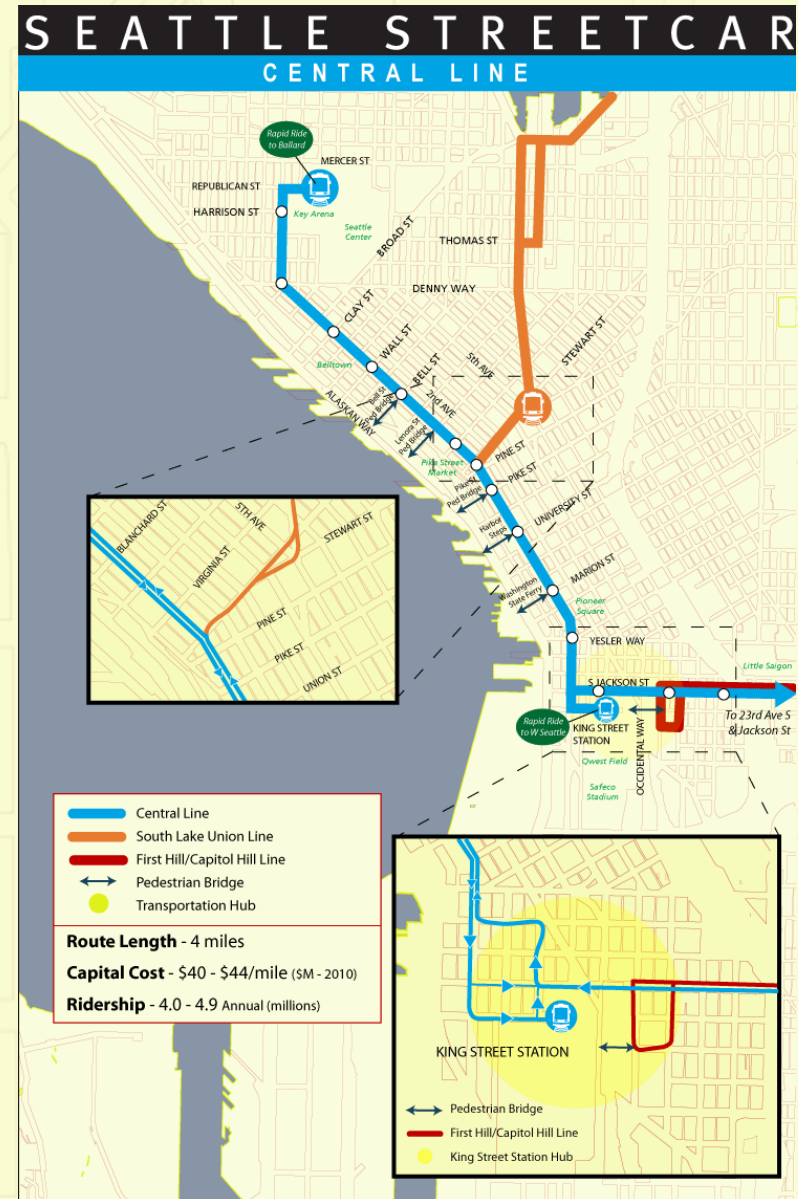 SEATTLE STREETCAR
CENTRAL LINE
Rapid Ride
to Ballard
MERCER ST
REPUBLICAN ST
HARRISON ST
Key Arena
Seattle
Center
BROAD ST
THOMAS ST
DENNY WAY
CLAY ST
WALL ST
BELL ST
5th AVE
STEWART ST
Belltown
2nd AVE
Bell St
Ped Bridge
ALASKAN WAY
Lenora St
Ped Bridge
Pike Street
Market
PINE ST
PIKE ST
Pike St
Ped Bridge
UNIVERSITY ST
Harbor
Steps
MARION ST
Washington
State Ferry
Pioneer
Square
YESLER WAY
Little Saigon
S JACKSON ST
To 23rd Ave S
& Jackson St
Rapid Ride
to W Seattle
KING STREET
STATION
OCCIDENTAL WAY
Qwest Field
Safeco
Stadium
BLANCHARD ST
5TH AVE
STEWART ST
VIRGINIA ST
PINE ST
PIKE ST
UNION ST
Central Line
South Lake Union Line
First Hill/Capitol Hill Line
Pedestrian Bridge
Transportation Hub
Route Length - 4 miles
Capital Cost - $40 - $44/mile ($M - 2010)
Ridership - 4.0 - 4.9 Annual (millions)
KING STREET STATION
Pedestrian Bridge
First Hill/Capitol Hill Line
King Street Station Hub